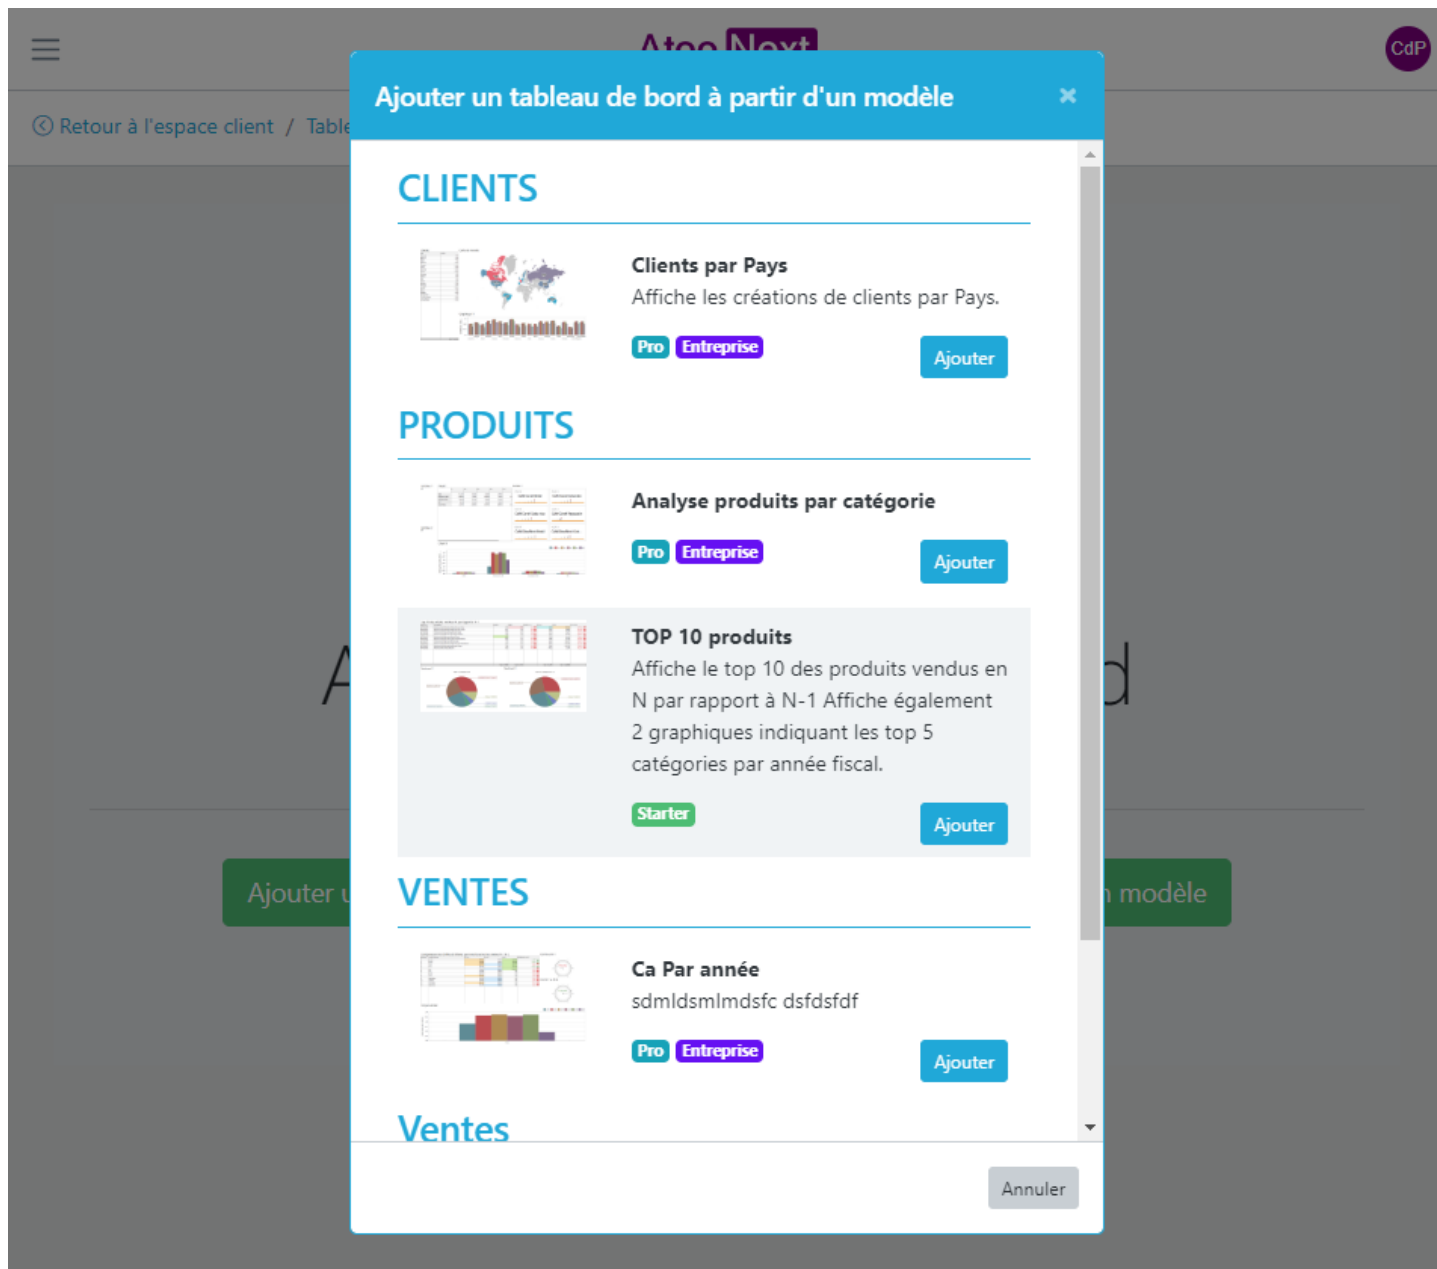 Atoo Next
CdP
Retour à l'espace client / Table
Ajouter un tableau de bord à partir d'un modèle
×
CLIENTS
Clients par Pays
Affiche les créations de clients par Pays.
Pro Entreprise
Ajouter
PRODUITS
Analyse produits par catégorie
Pro Entreprise
Ajouter
TOP 10 produits
Affiche le top 10 des produits vendus en
N par rapport à N-1 Affiche également
2 graphiques indiquant les top 5
catégories par année fiscal.
Starter
Ajouter
A
d
Ajouter u
n modèle
VENTES
Ca Par année
sdmldsmlmdsfc dsfdsfdf
Pro Entreprise
Ajouter
Ventes
Annuler